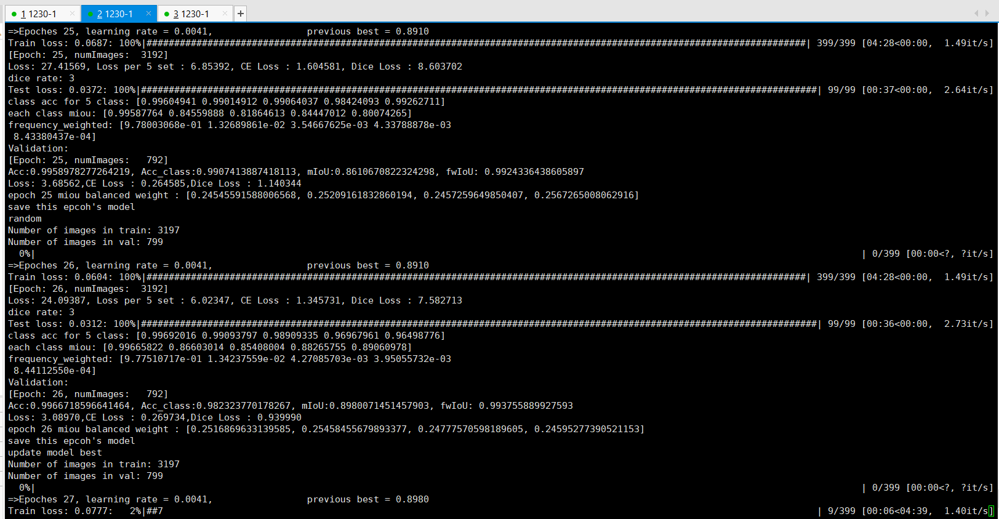 1 1230-1 × 2 1230-1 × 3 1230-1 × +
=>Epoches 25, learning rate = 0.0041,                 previous best = 0.8910
Train loss: 0.0687: 100%|#######################################################################################################################| 399/399 [04:28<00:00,  1.49it/s]
[Epoch: 25, numImages:  3192]
Loss: 27.41569, Loss per 5 set : 6.85392, CE Loss : 1.604581, Dice Loss : 8.603702
dice rate: 3
Test loss: 0.0372: 100%|##########################################################################################################################| 99/99 [00:37<00:00,  2.64it/s]
class acc for 5 class: [0.99604941 0.99014912 0.99064037 0.98424093 0.99262711]
each class miou: [0.99587764 0.84559888 0.81864613 0.84447012 0.80074265]
frequency_weighted: [9.78003068e-01 1.32689861e-02 3.54667625e-03 4.33788878e-03
 8.43380437e-04]
Validation:
[Epoch: 25, numImages:   792]
Acc:0.9958978277264219, Acc_class:0.9907413887418113, mIoU:0.8610670822324298, fwIoU: 0.9924336438605897
Loss: 3.68562,CE Loss : 0.264585,Dice Loss : 1.140344
epoch 25 miou balanced weight : [0.24545591588006568, 0.25209161832860194, 0.2457259649850407, 0.2567265008062916]
save this epcoh's model
random
Number of images in train: 3197
Number of images in val: 799
  0%|                                                                                                                                                     | 0/399 [00:00<?, ?it/s]
=>Epoches 26, learning rate = 0.0041,                 previous best = 0.8910
Train loss: 0.0604: 100%|#######################################################################################################################| 399/399 [04:28<00:00,  1.49it/s]
[Epoch: 26, numImages:  3192]
Loss: 24.09387, Loss per 5 set : 6.02347, CE Loss : 1.345731, Dice Loss : 7.582713
dice rate: 3
Test loss: 0.0312: 100%|##########################################################################################################################| 99/99 [00:36<00:00,  2.73it/s]
class acc for 5 class: [0.99692016 0.99093797 0.98909335 0.96967961 0.96498776]
each class miou: [0.99665822 0.86603014 0.85408004 0.88265755 0.89060978]
frequency_weighted: [9.77510717e-01 1.34237559e-02 4.27085703e-03 3.95055732e-03
 8.44112550e-04]
Validation:
[Epoch: 26, numImages:   792]
Acc:0.9966718596641464, Acc_class:0.982323770178267, mIoU:0.8980071451457903, fwIoU: 0.993755889927593
Loss: 3.08970,CE Loss : 0.269734,Dice Loss : 0.939990
epoch 26 miou balanced weight : [0.2516869633139585, 0.25458455679893377, 0.24777570598189605, 0.24595277390521153]
save this epcoh's model
update model best
Number of images in train: 3197
Number of images in val: 799
  0%|                                                                                                                                                     | 0/399 [00:00<?, ?it/s]
=>Epoches 27, learning rate = 0.0041,                 previous best = 0.8980
Train loss: 0.0777:   2%|##7                                                                                                                      | 9/399 [00:06<04:39,  1.40it/s]